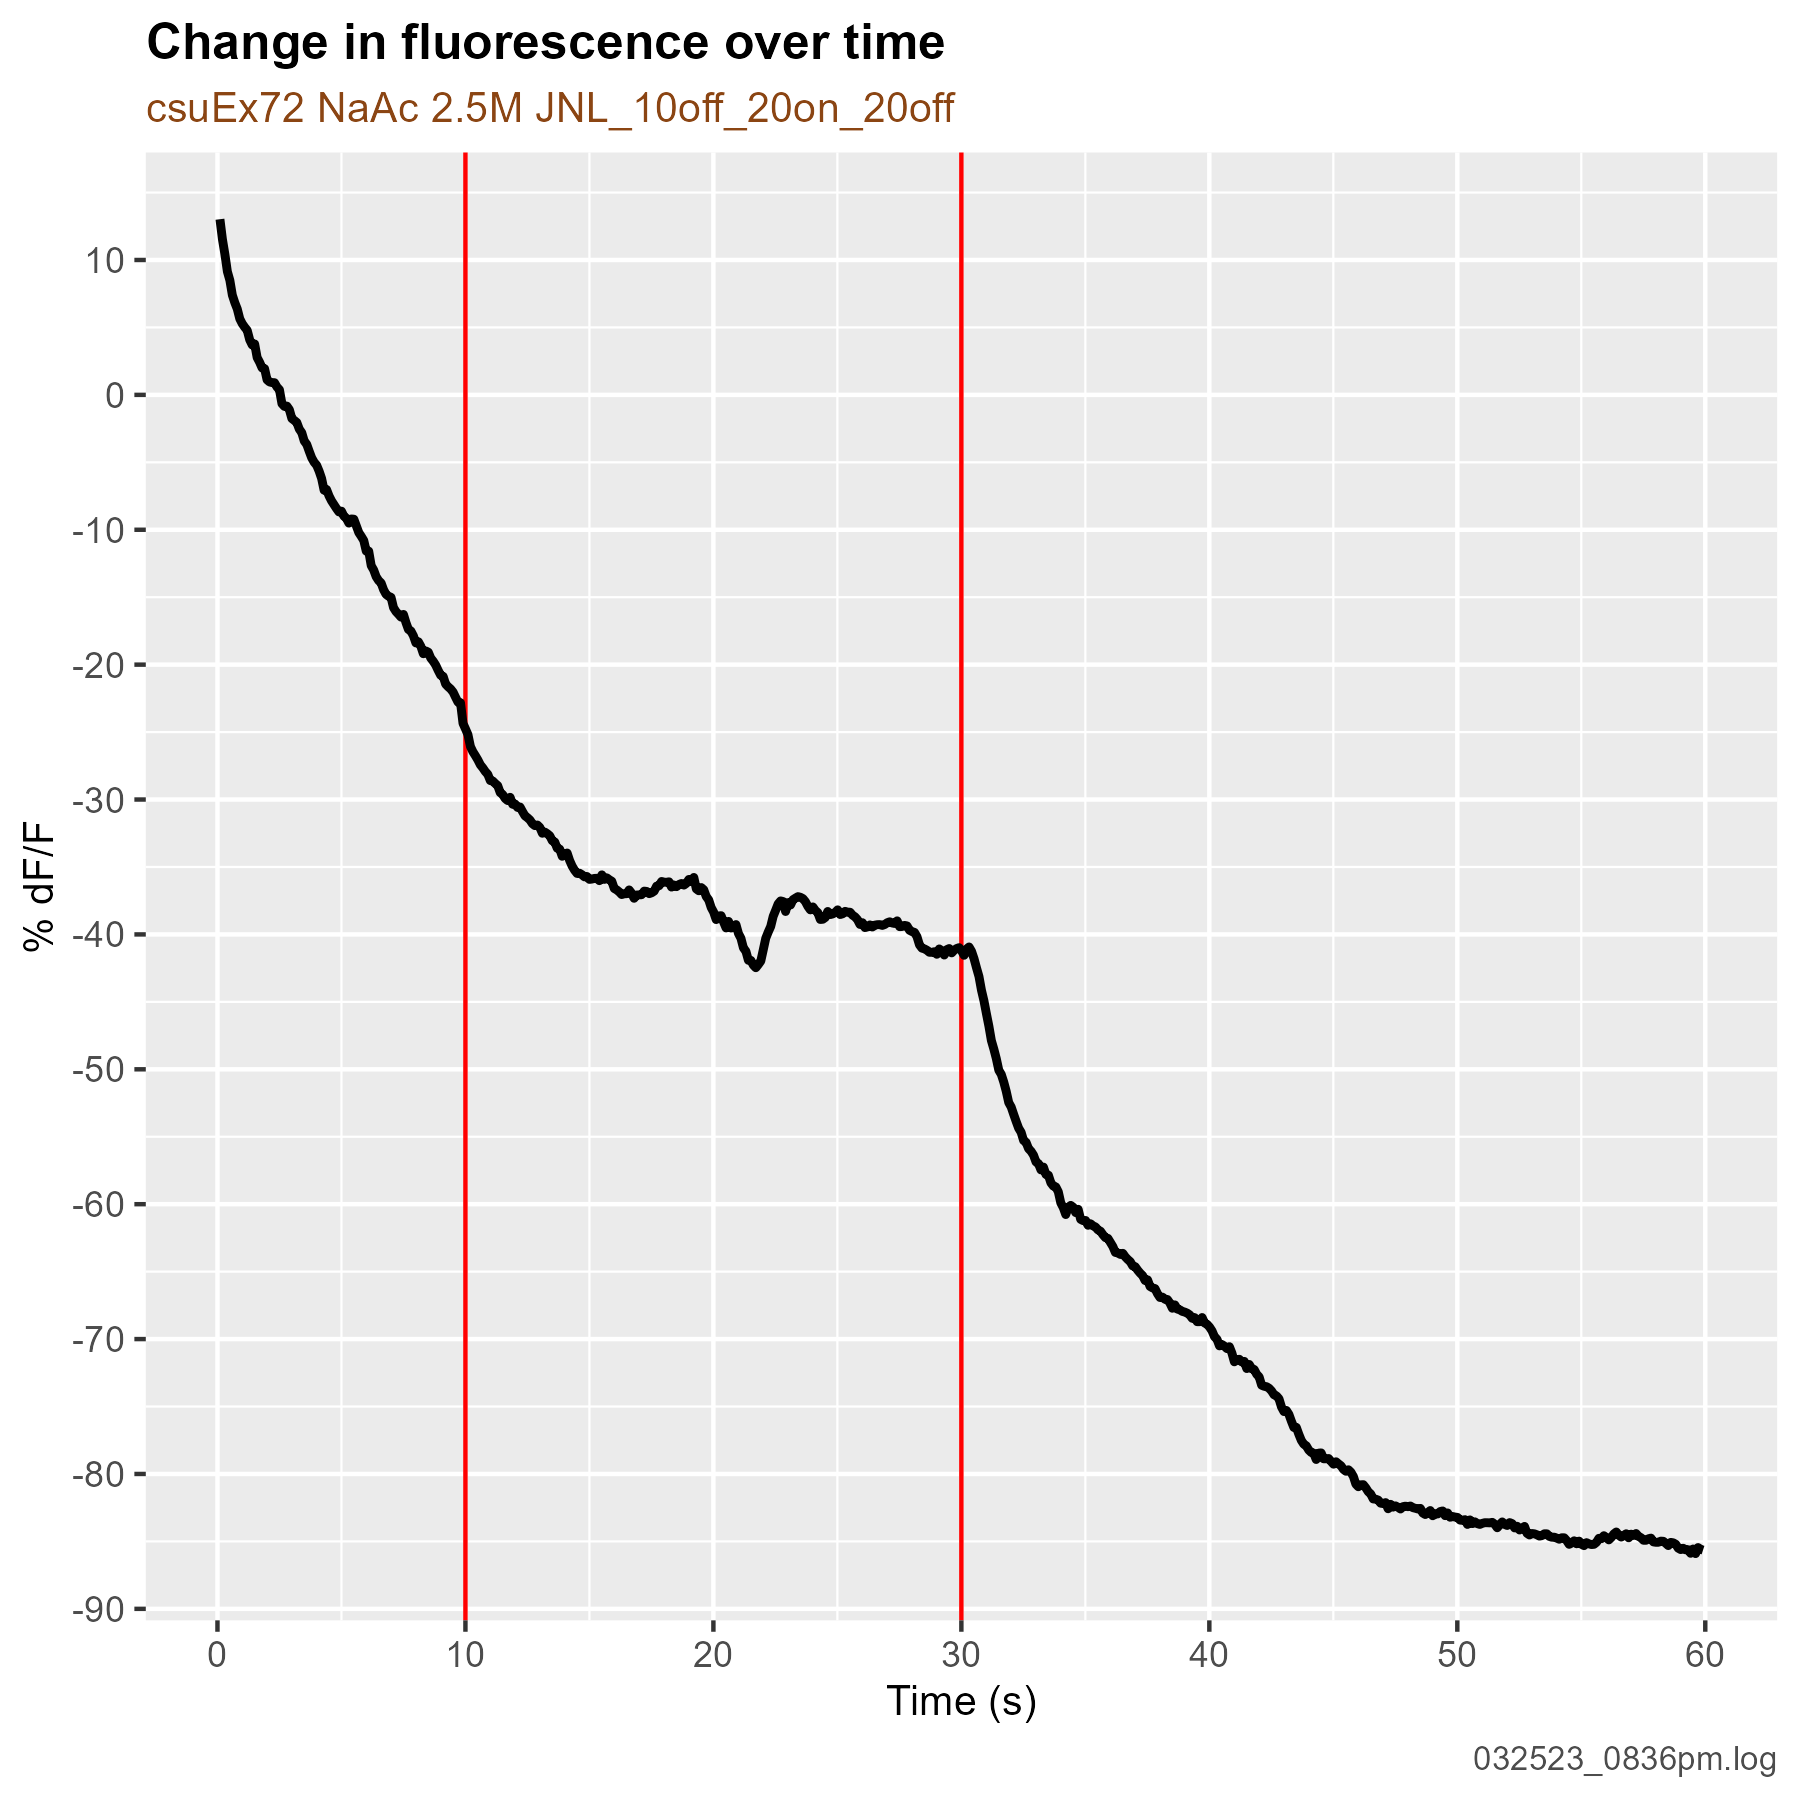 Change in fluorescence over time
csuEx72 NaAc 2.5M JNL_10off_20on_20off
10
0
-10
-20
-30
-40
-50
-60
-70
-80
-90
% dF/F
0 10 20 30 40 50 60
Time (s)
032523_0836pm.log